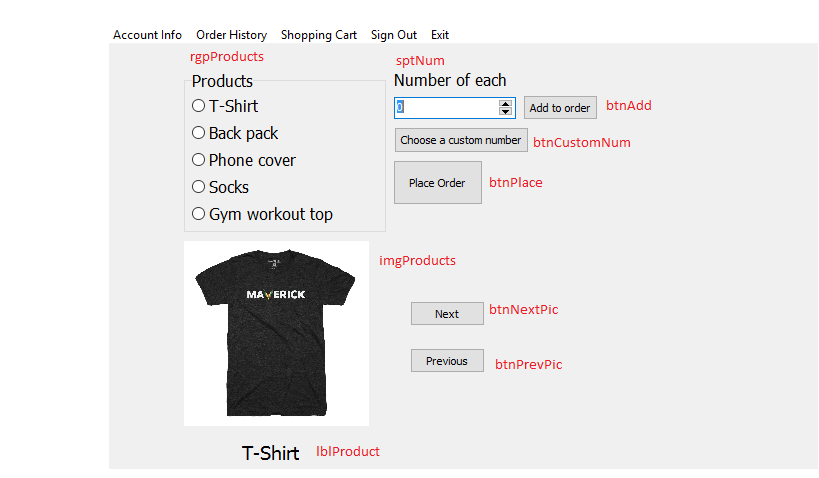 Account Info Order History Shopping Cart Sign Out Exit
rgpProducts
sptNum
Products
Number of each
T-Shirt
0
Add to order
btnAdd
Back pack
Choose a custom number
btnCustomNum
Phone cover
Place Order
btnPlace
Socks
Gym workout top
imgProducts
MAVERICK
Next
btnNextPic
Previous
btnPrevPic
T-Shirt
lblProduct